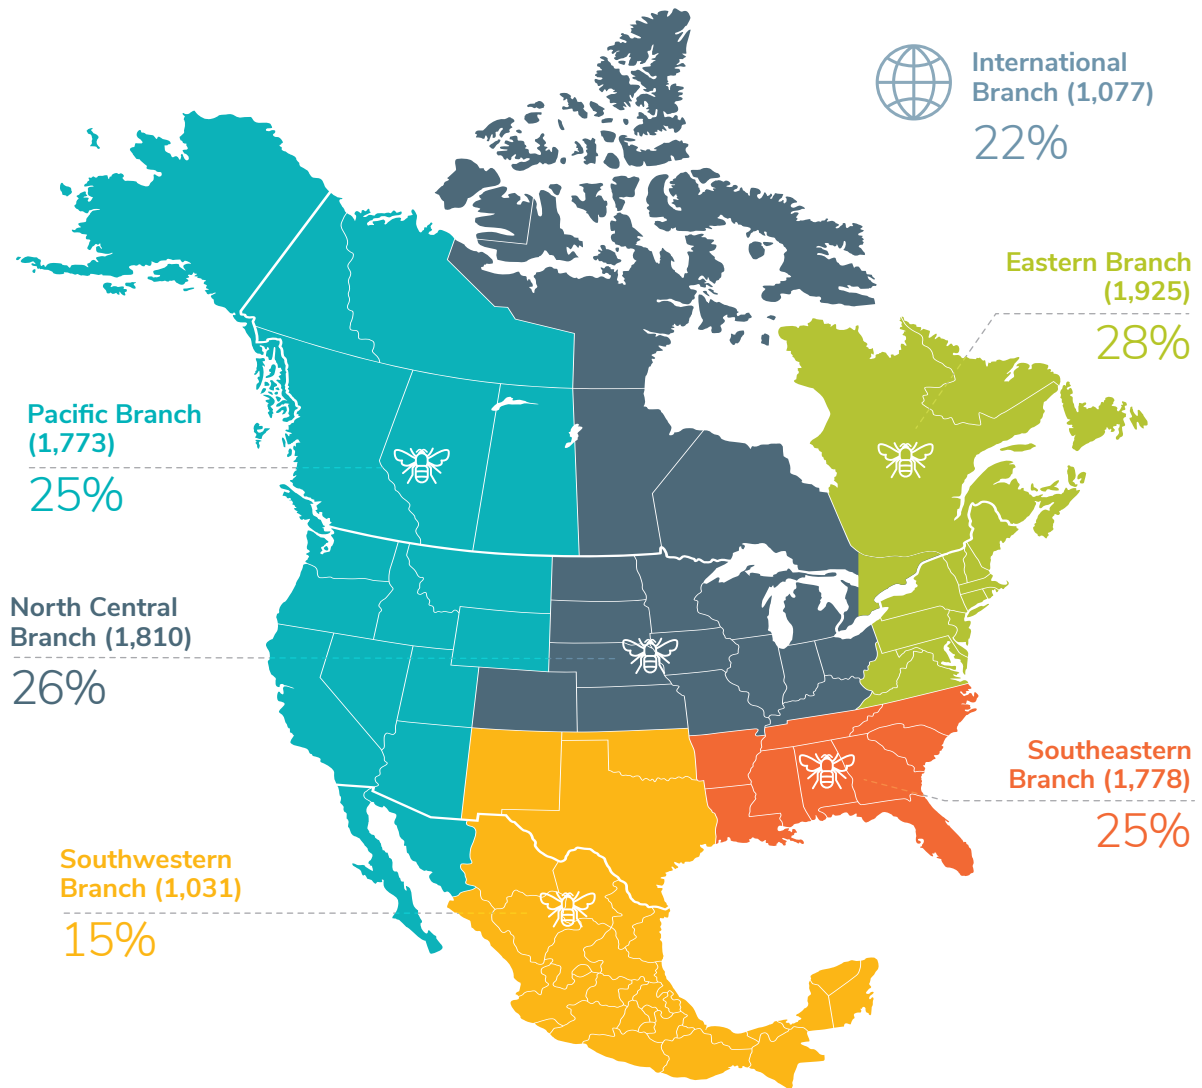 International
Branch (1,077)
22%
Eastern Branch
(1,925)
28%
Pacific Branch
(1,773)
25%
North Central
Branch (1,810)
26%
Southeastern
Branch (1,778)
25%
Southwestern
Branch (1,031)
15%